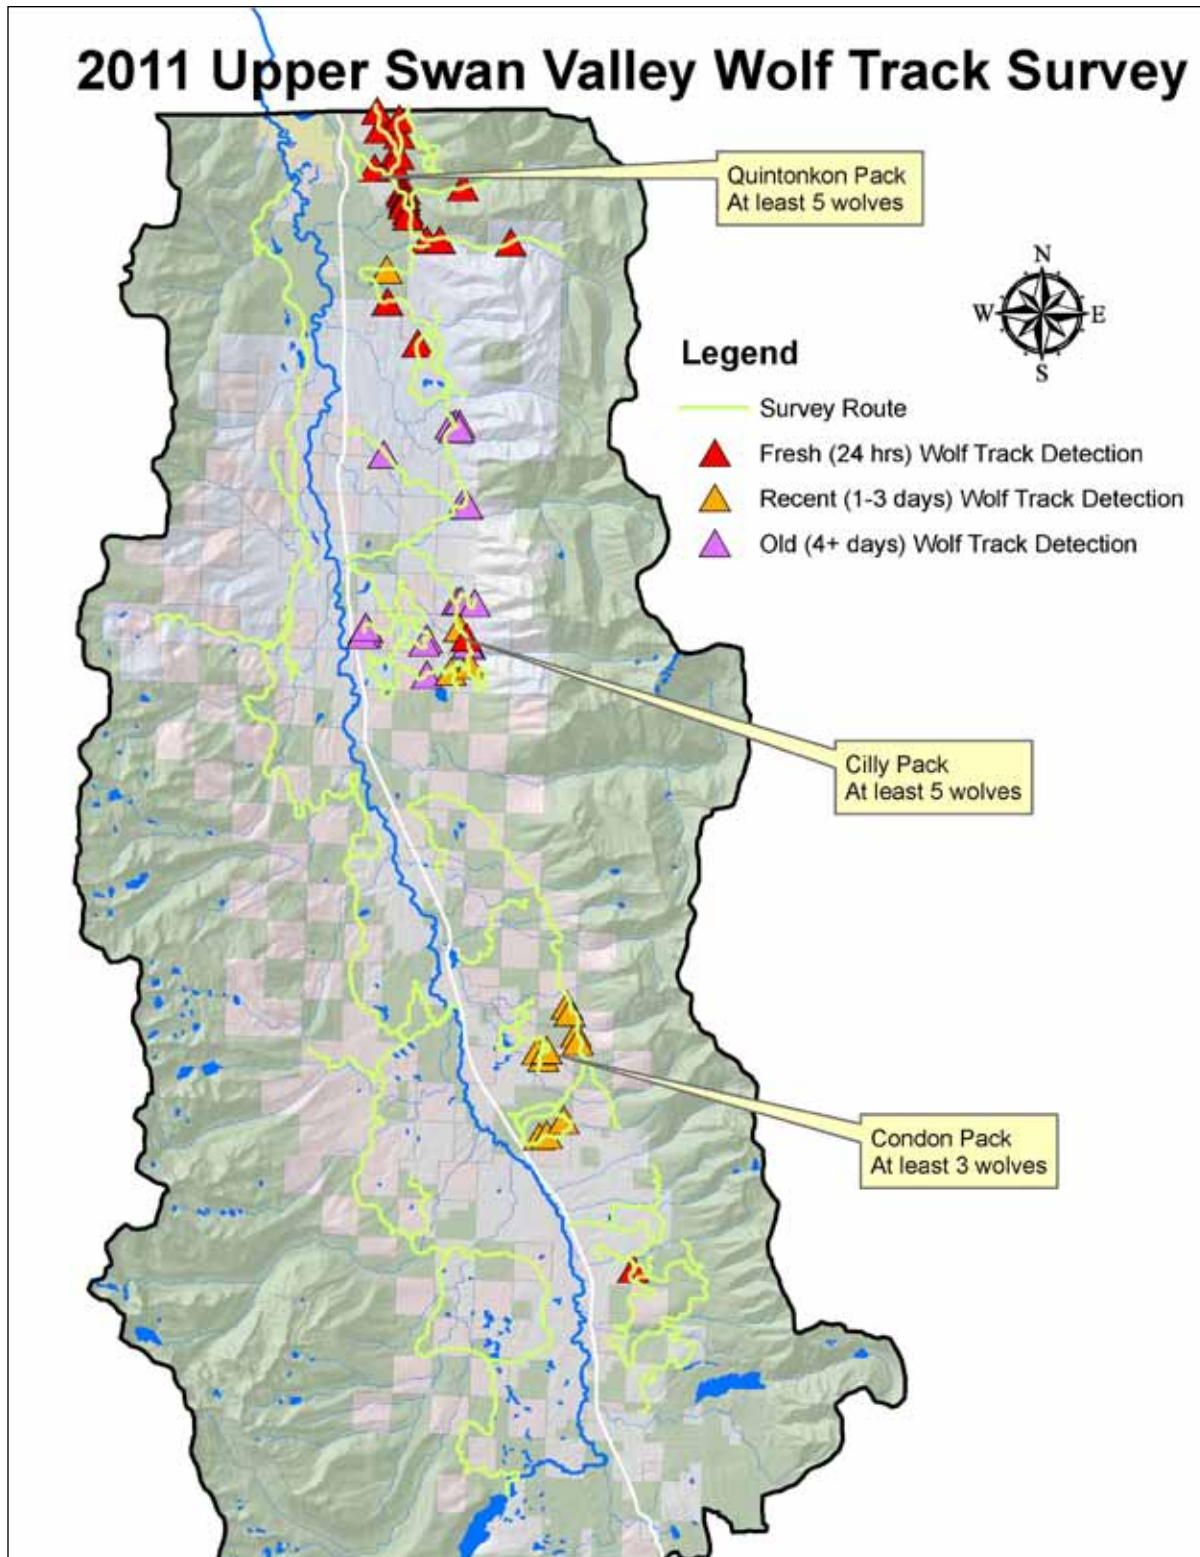 2011 Upper Swan Valley Wolf Track Survey
Quintonkon Pack
At least 5 wolves
N
W E
S
Legend
Survey Route
Fresh (24 hrs) Wolf Track Detection
Recent (1-3 days) Wolf Track Detection
Old (4+ days) Wolf Track Detection
Cilly Pack
At least 5 wolves
Condon Pack
At least 3 wolves